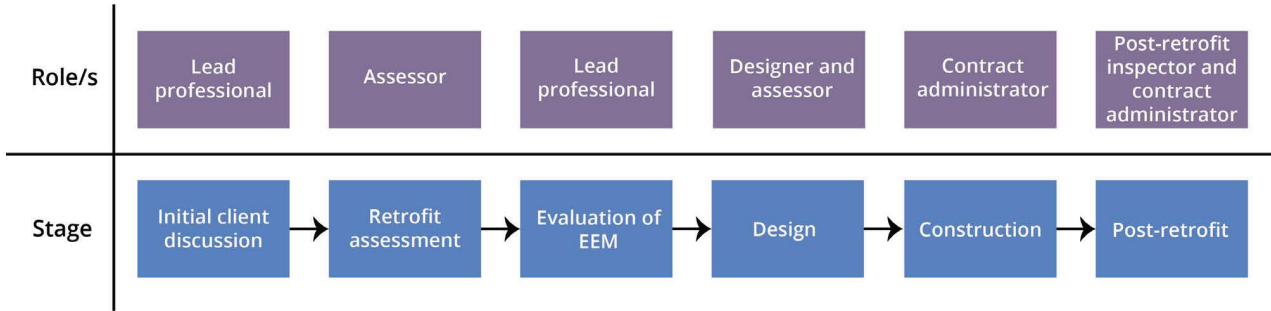 Role/s
Lead
professional
Assessor
Lead
professional
Designer and
assessor
Contract
administrator
Post-retrofit
inspector and
contract
administrator
Stage
Initial client
discussion
Retrofit
assessment
Evaluation of
EEM
Design
Construction
Post-retrofit